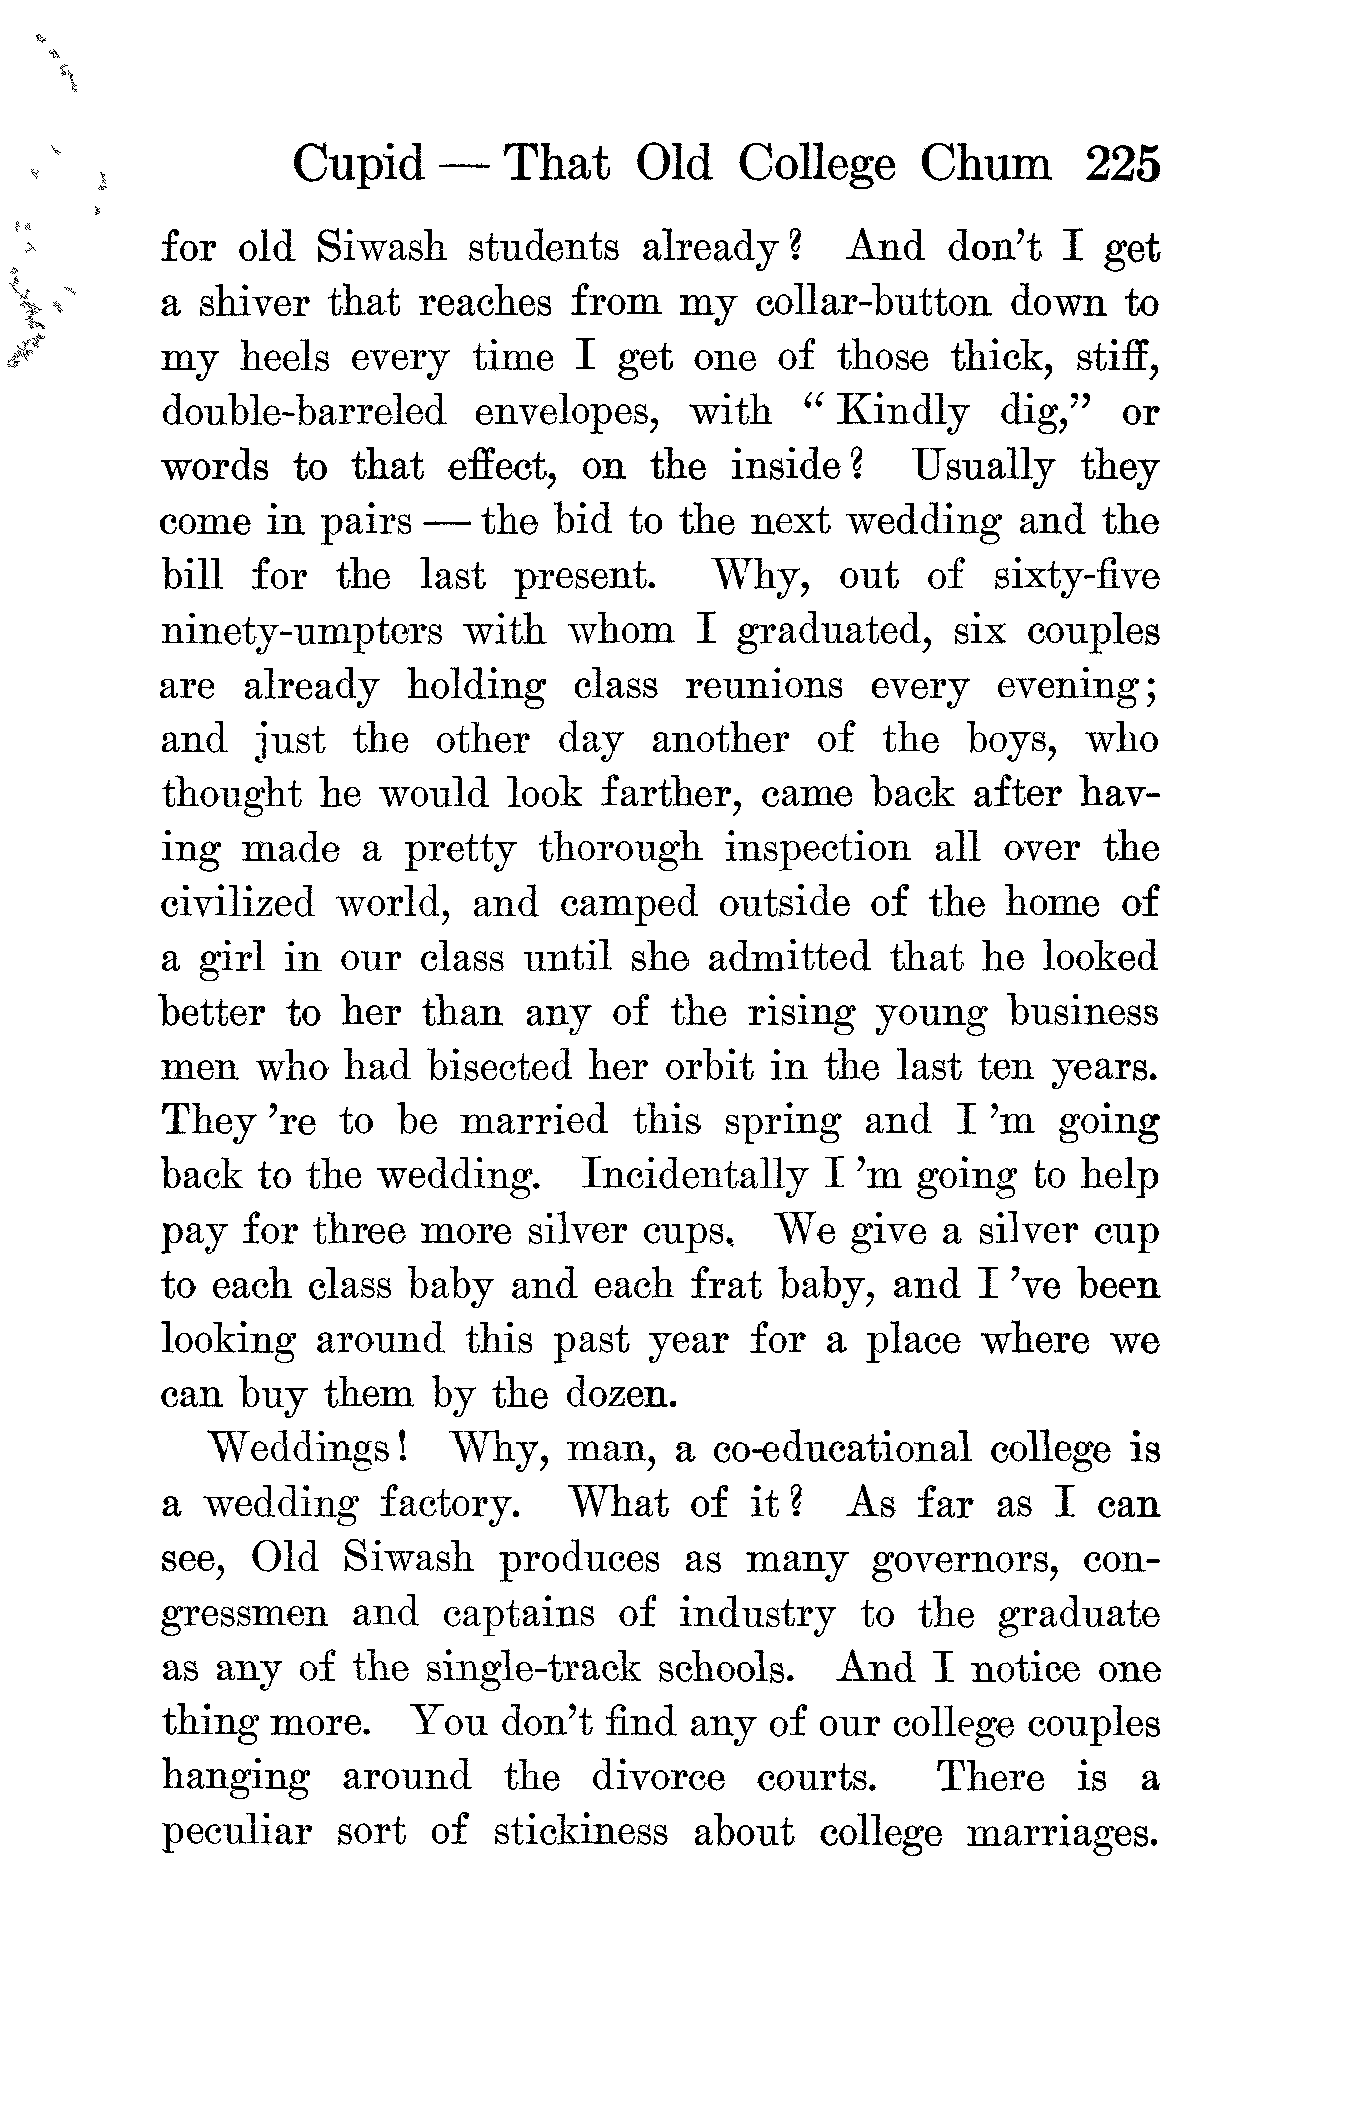 Cupid — That Old College Chum 225
for old Siwash students already? And don't I get
a shiver that reaches from my collar-button down to
my heels every time I get one of those thick, stiff,
double-barreled envelopes, with " Kindly dig," or
words to that effect, on the inside? Usually they
come in pairs — the bid to the next wedding and the
bill for the last present. Why, out of sixty-five
ninety-umpters with whom I graduated, six couples
are already holding class reunions every evening;
and just the other day another of the boys, who
thought he would look farther, came back after hav-
ing made a pretty thorough inspection all over the
civilized world, and camped outside of the home of
a girl in our class until she admitted that he looked
better to her than any of the rising young business
men who had bisected her orbit in the last ten years.
They 're to be married this spring and I 'm going
back to the wedding. Incidentally I 'm going to help
pay for three more silver cups. We give a silver cup
to each class baby and each frat baby, and I 've been
looking around this past year for a place where we
can buy them by the dozen.
Weddings! Why, man, a co-educational college is
a wedding factory. What of it? As far as I can
see, Old Siwash produces as many governors, con-
gressmen and captains of industry to the graduate
as any of the single-track schools. And I notice one
thing more. You don't find any of our college couples
hanging around the divorce courts. There is a
peculiar sort of stickiness about college marriages.